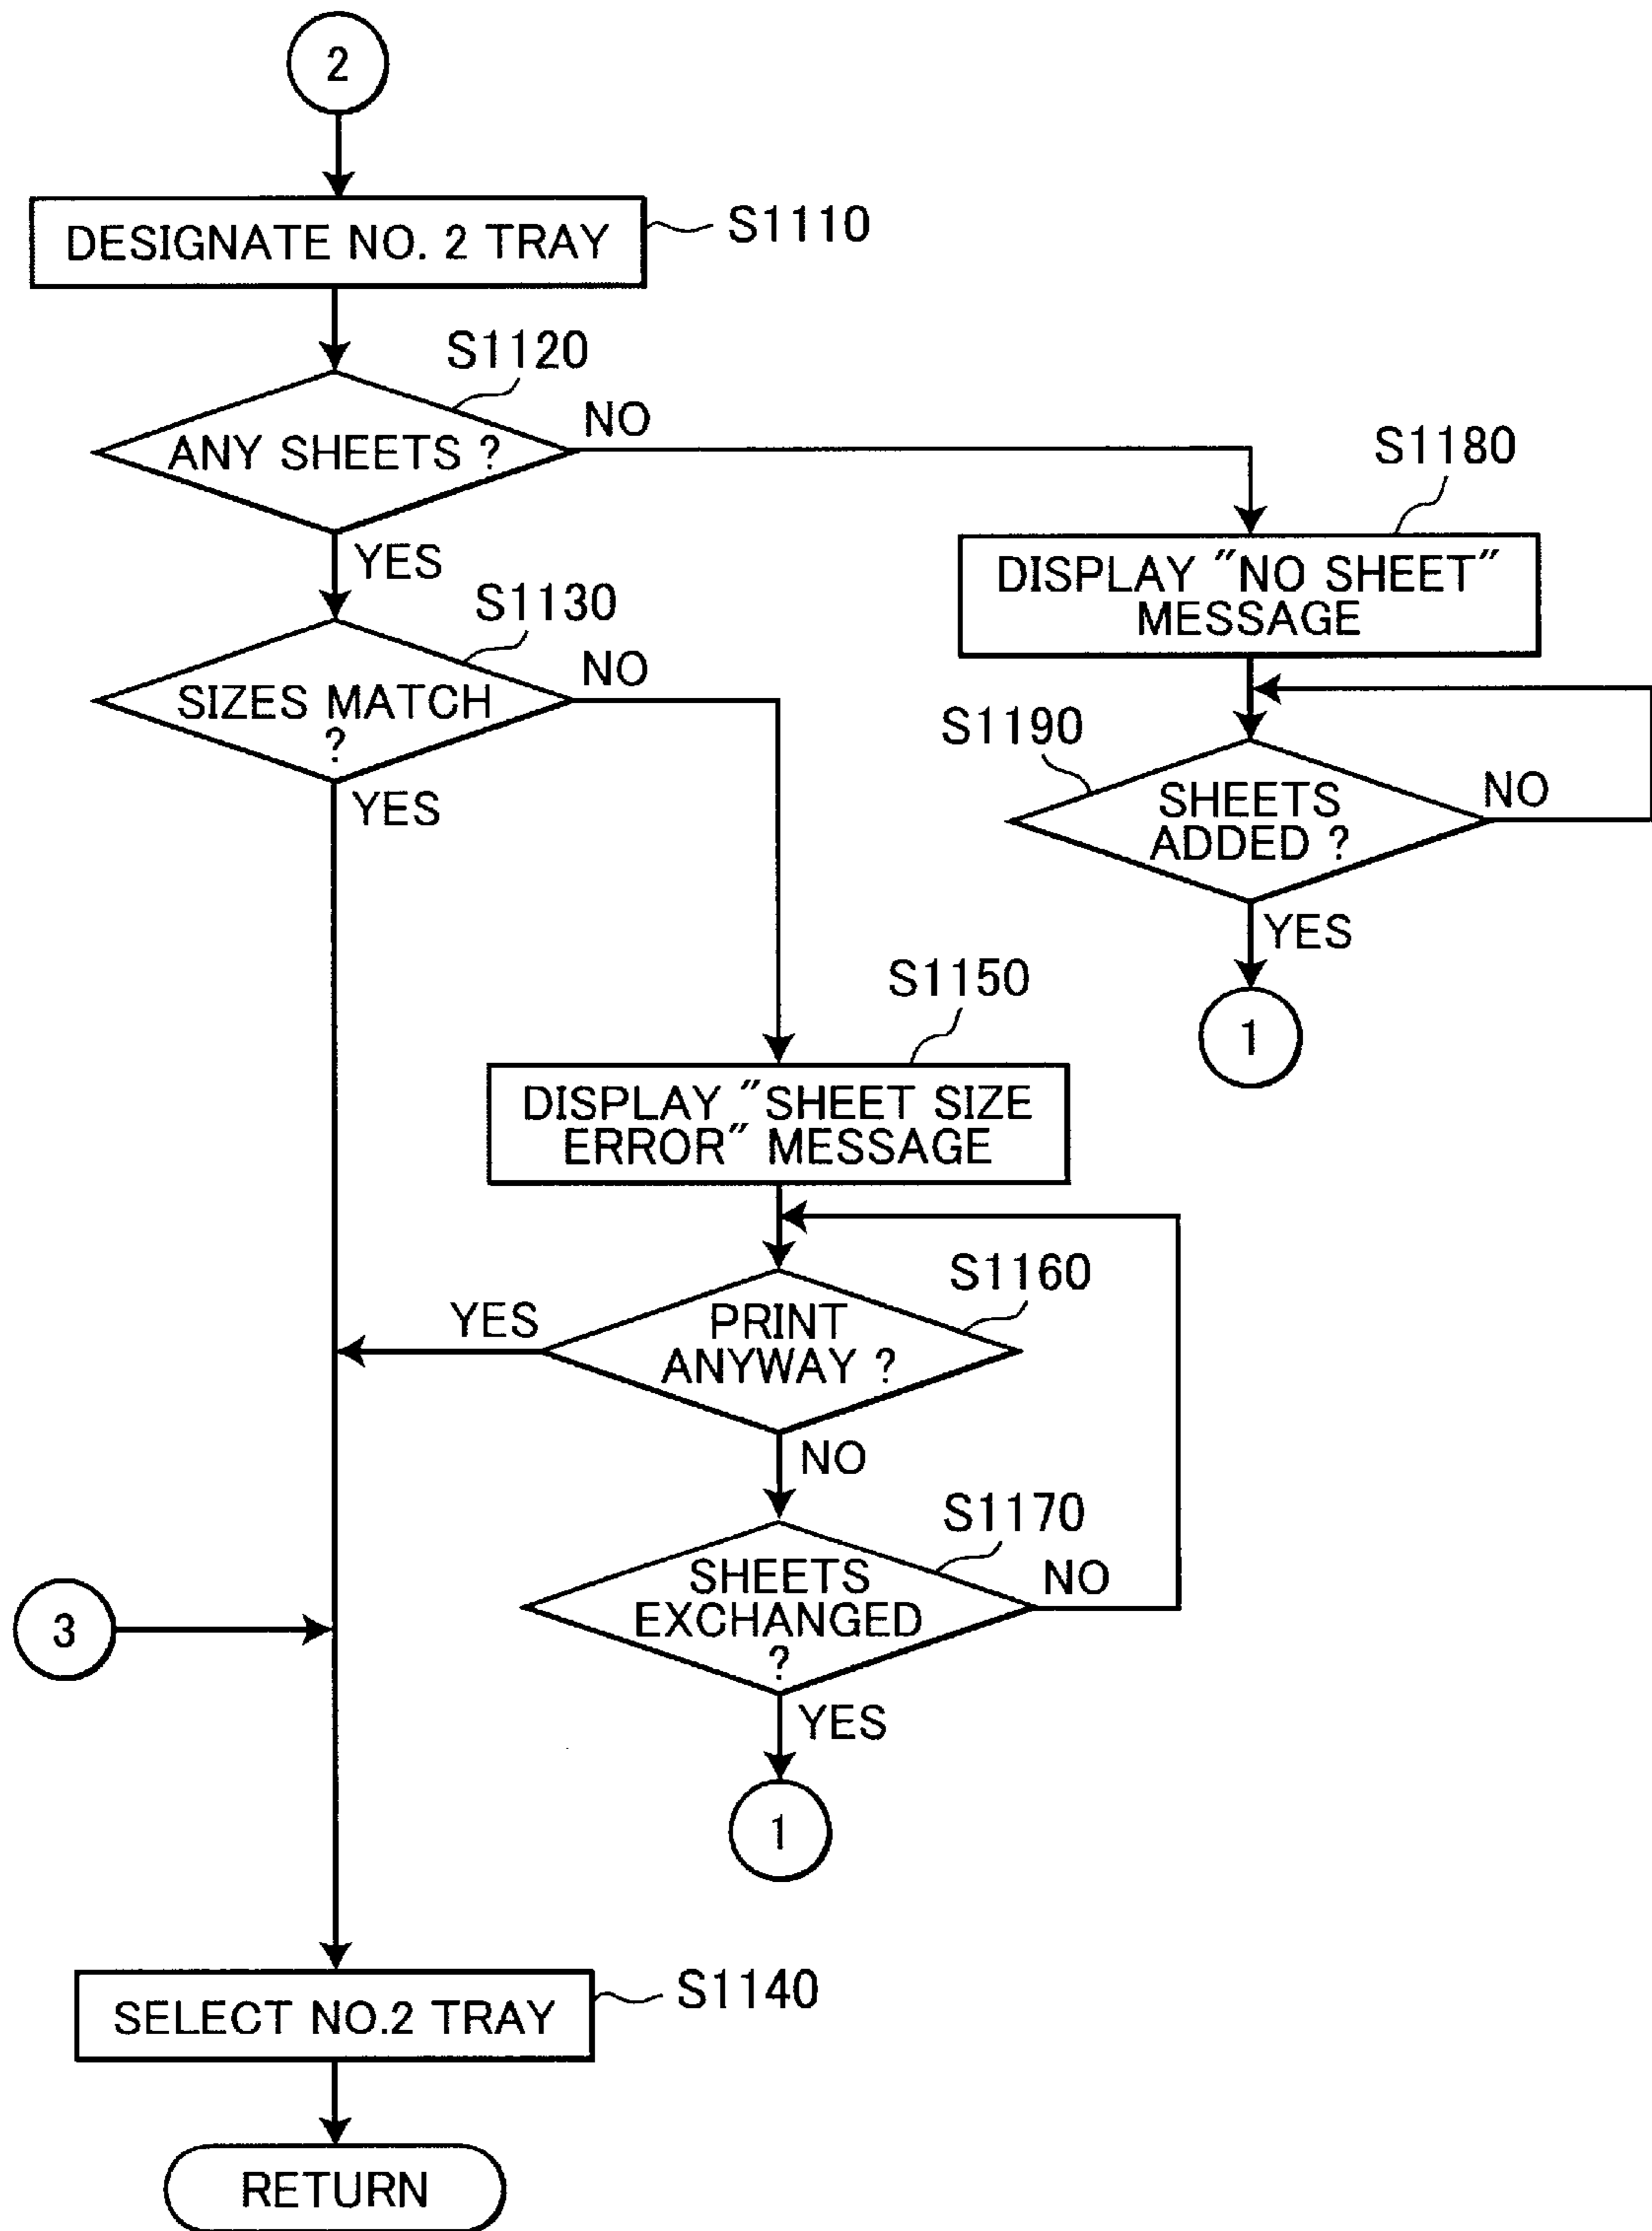 2
DESIGNATE NO. 2 TRAY
S1110
S1120
ANY SHEETS ?
NO
YES
S1180
DISPLAY "NO SHEET"
MESSAGE
S1130
SIZES MATCH
?
NO
YES
S1190
SHEETS
ADDED ?
NO
YES
1
S1150
DISPLAY "SHEET SIZE
ERROR" MESSAGE
S1160
PRINT
ANYWAY ?
YES
NO
S1170
SHEETS
EXCHANGED
?
NO
YES
1
3
SELECT NO.2 TRAY
S1140
RETURN